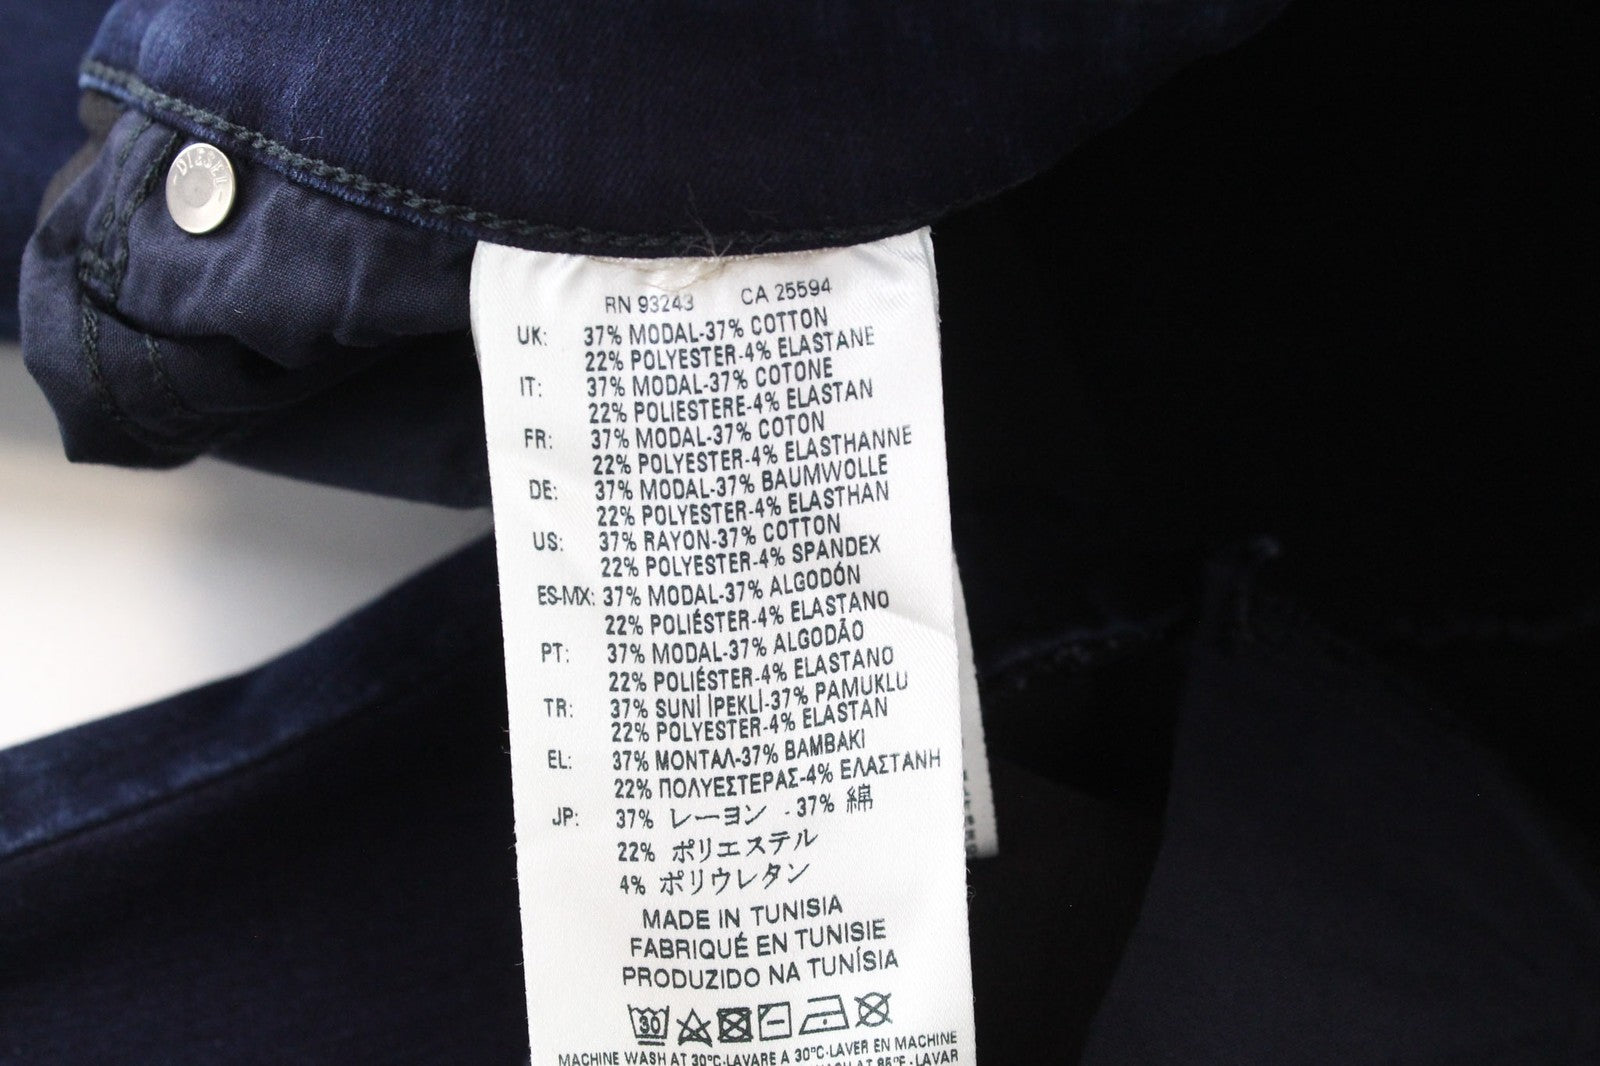 DIESEL
RN 93243 CA 25594
UK: 37% MODAL-37% COTTON
22% POLYESTER-4% ELASTANE
IT: 37% MODAL-37% COTONE
22% POLIESTERE-4% ELASTAN
FR: 37% MODAL-37% COTON
22% POLYESTER-4% ELASTHANNE
DE: 37% MODAL-37% BAUMWOLLE
22% POLYESTER-4% ELASTHAN
US: 37% RAYON-37% COTTON
22% POLYESTER-4% SPANDEX
ES-MX: 37% MODAL-37% ALGODÓN
22% POLIÉSTER-4% ELASTANO
PT: 37% MODAL-37% ALGODÃO
22% POLIÉSTER-4% ELASTANO
TR: 37% SUNİ İPEKLİ-37% PAMUKLU
22% POLYESTER-4% ELASTAN
EL: 37% ΜΟΝΤΑΛ-37% ΒΑΜΒΑΚΙ
22% ΠΟΛΥΕΣΤΕΡΑΣ-4% ΕΛΑΣΤΑΝΗ
JP: 37% レーヨン - 37% 綿
22% ポリエステル
4% ポリウレタン
MADE IN TUNISIA
FABRIQUÉ EN TUNISIE
PRODUZIDO NA TUNÍSIA
30
MACHINE WASH AT 30°C-LAVARE A 30°C-LAVER EN MACHINE
WASH AT 85°F - LAVAR